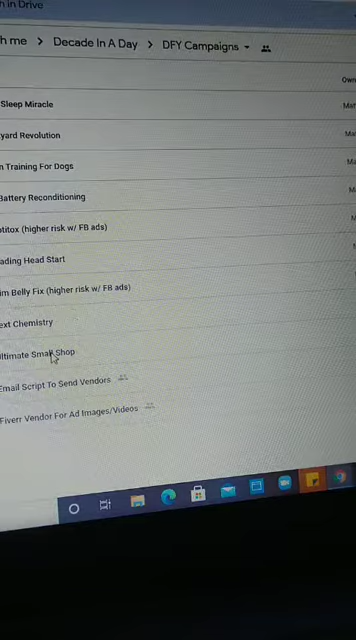 h in Drive
h me > Decade In A Day > DFY Campaigns
Own
Sleep Miracle
yard Revolution
n Training For Dogs
Battery Reconditioning
otitox (higher risk w/ FB ads)
ading Head Start
im Belly Fix (higher risk w/ FB ads)
ext Chemistry
ltimate Small Shop
Email Script To Send Vendors
Fiverr Vendor For Ad Images/Videos